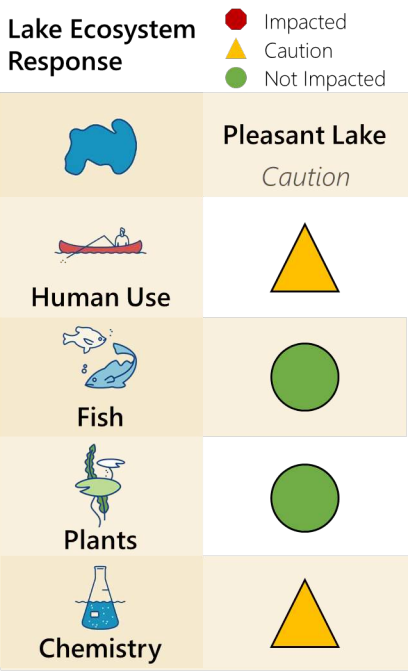 Lake Ecosystem
Response
Impacted
Caution
Not Impacted
Pleasant Lake
Caution
Human Use
Fish
Plants
Chemistry